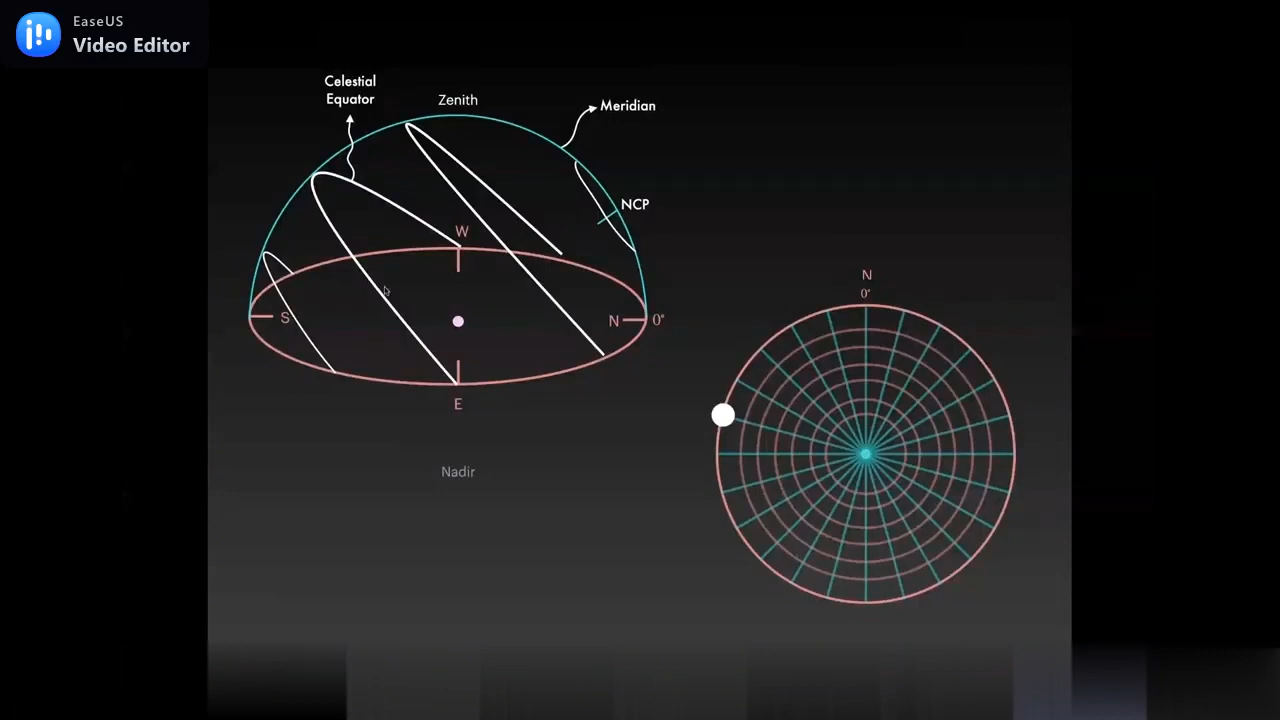 EaseUS
Video Editor
Celestial
Equator
Zenith
Meridian
NCP
W
S
N
0°
E
Nadir
N
0°